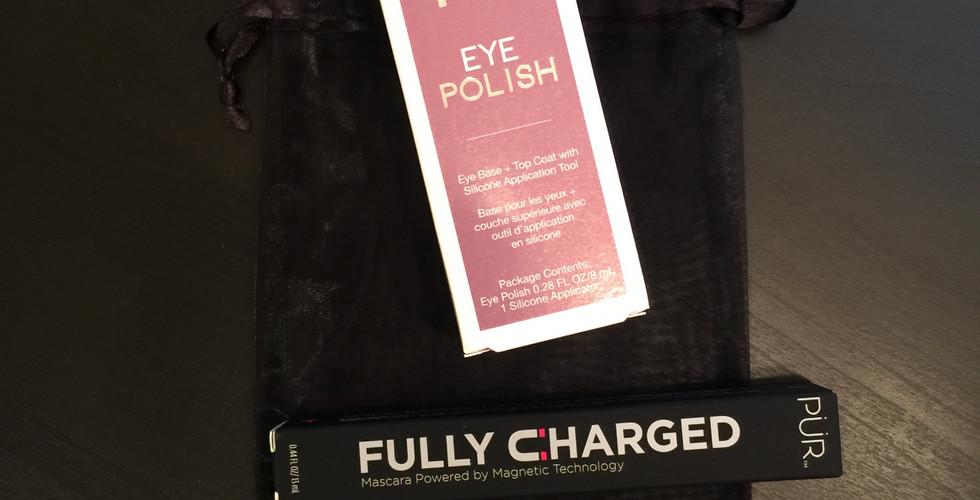 EYE
POLISH
Eye Base + Top Coat with
Silicone Application Tool
Base pour les yeux +
couche supérieure avec
outil d'application
en silicone
Package Contents:
Eye Polish 0.28 FL OZ/8 mL
1 Silicone Applicator
FULLY CHARGED
Mascara Powered by Magnetic Technology
PÜR™
0.44 FL OZ/13 mL